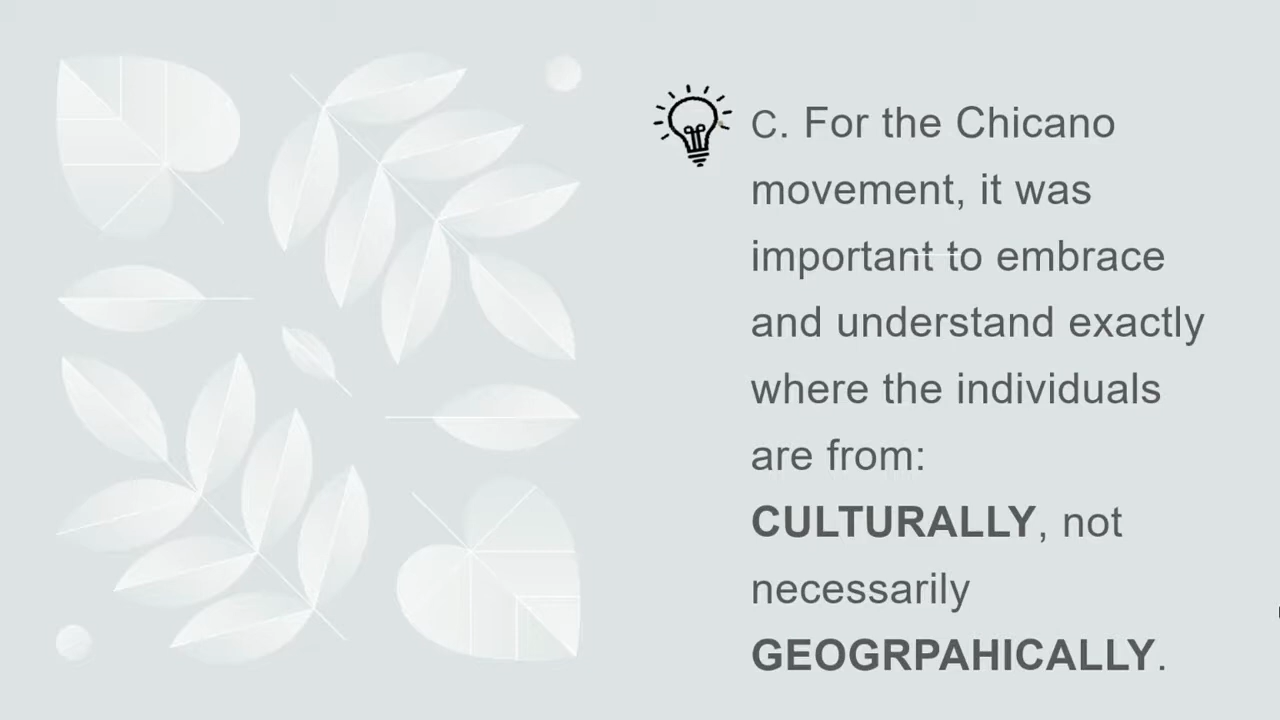 C. For the Chicano
movement, it was
important to embrace
and understand exactly
where the individuals
are from:
CULTURALLY, not
necessarily
GEOGRPAHICALLY.